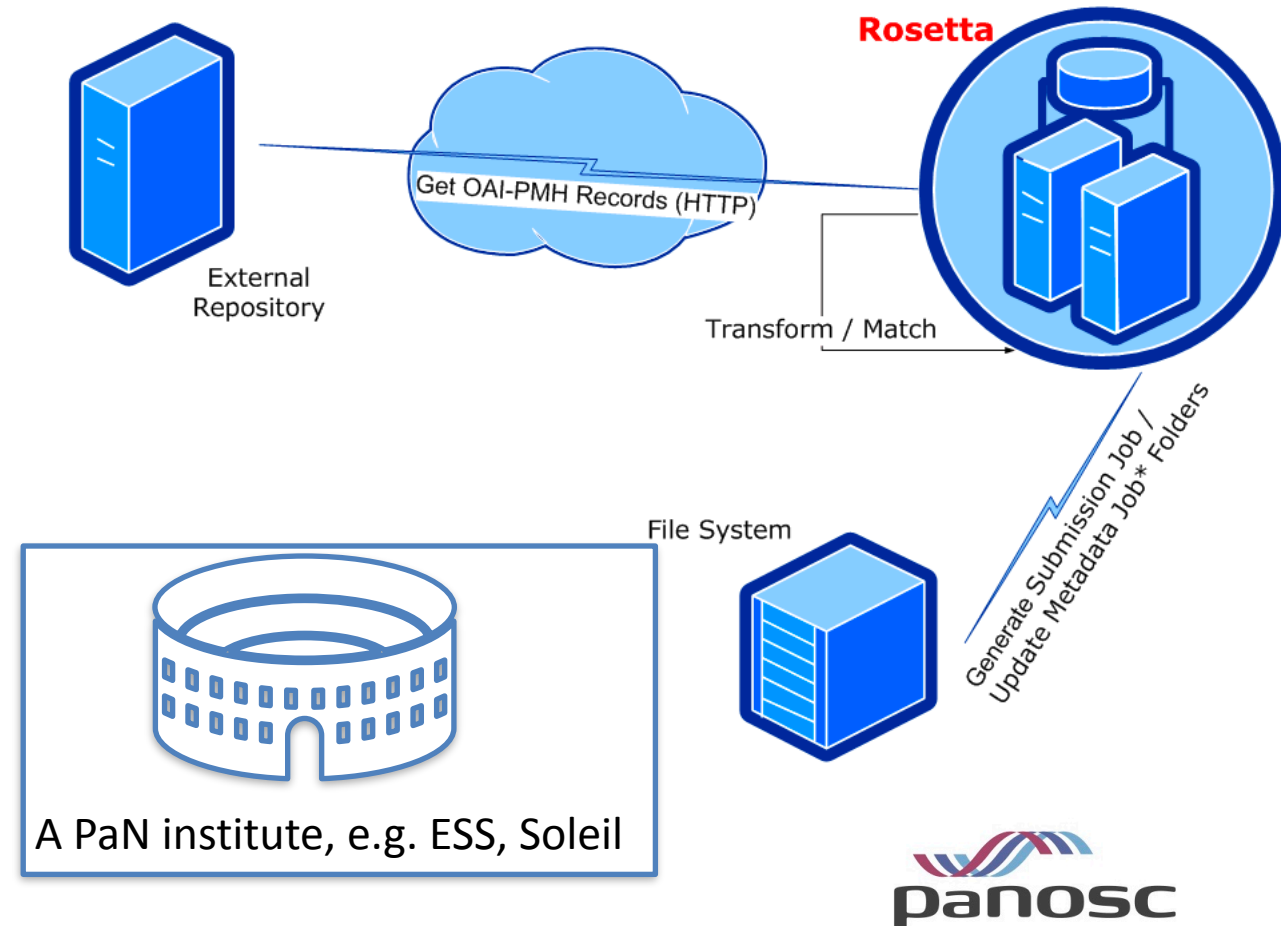 Rosetta
Get OAI-PMH Records (HTTP)
External
Repository
Transform / Match
Generate Submission Job /
Update Metadata Job* Folders
File System
A PaN institute, e.g. ESS, Soleil
panosc